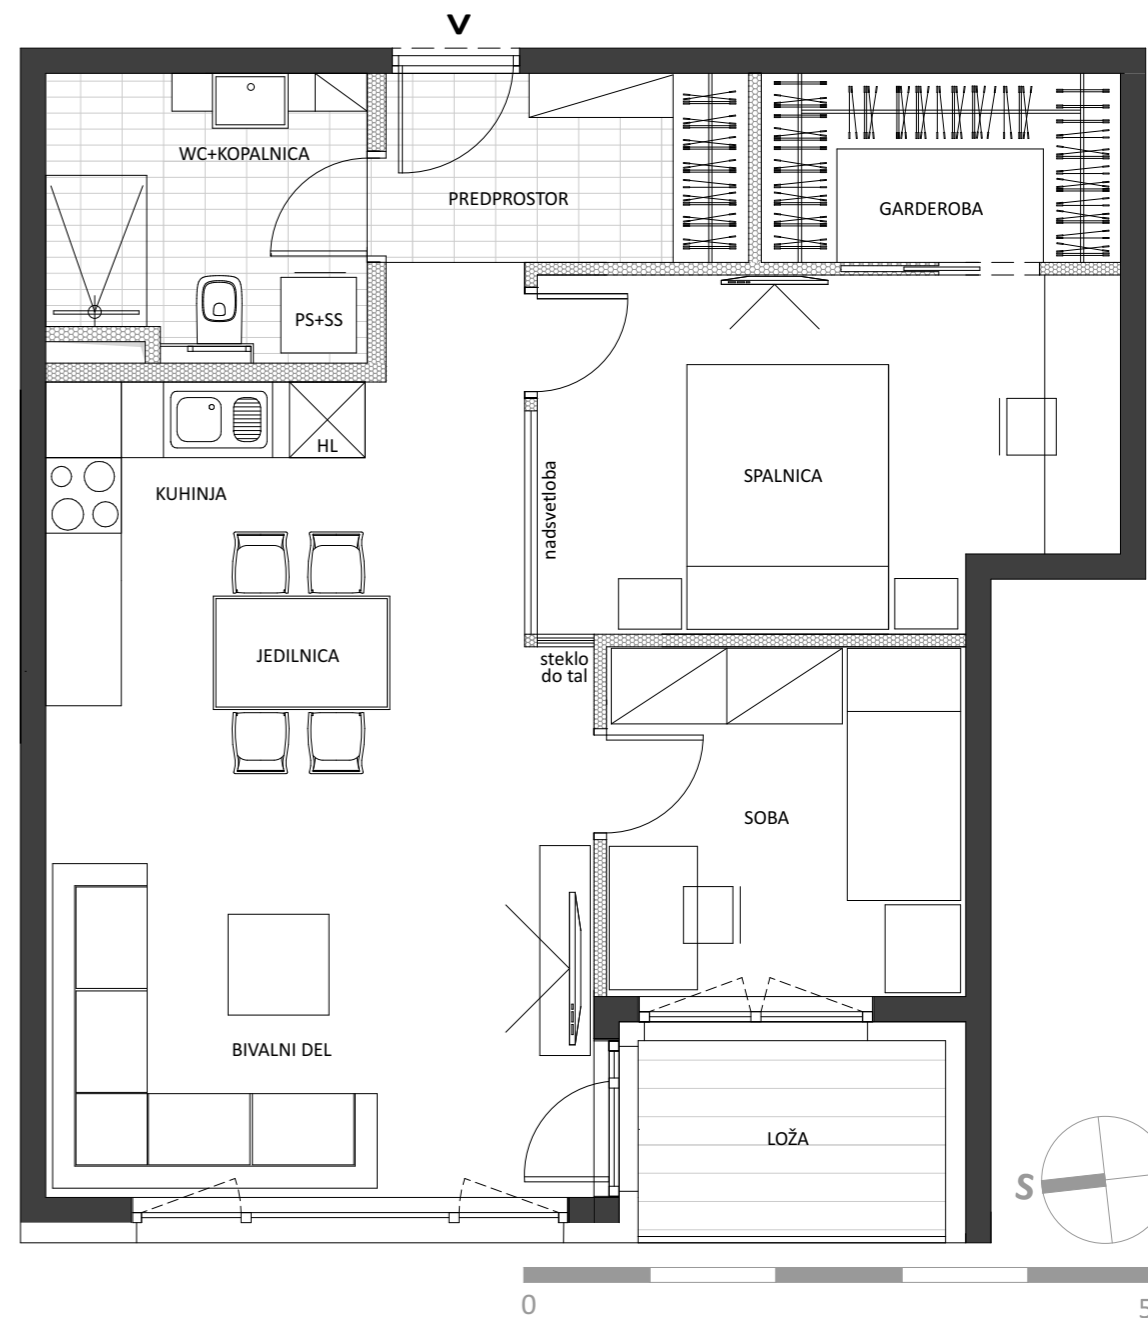 V
WC+KOPALNICA
PREDPROSTOR
GARDEROBA
PS+SS
HL
KUHINJA
SPALNICA
nadsvetloba
JEDILNICA
steklo
do tal
SOBA
BIVALNI DEL
LOŽA
S
0
5